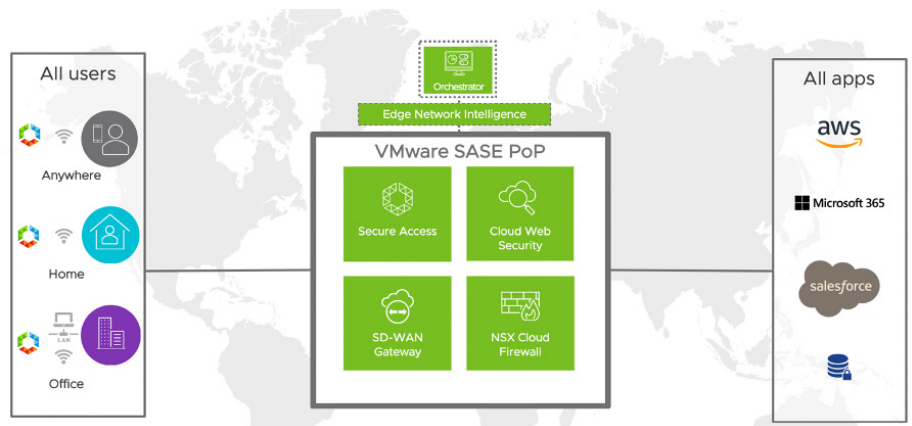 All users
Anywhere
Home
LAN
Office
Orchestrator
Edge Network Intelligence
VMware SASE PoP
Secure Access
Cloud Web
Security
SD-WAN
Gateway
NSX Cloud
Firewall
All apps
aws
Microsoft 365
salesforce